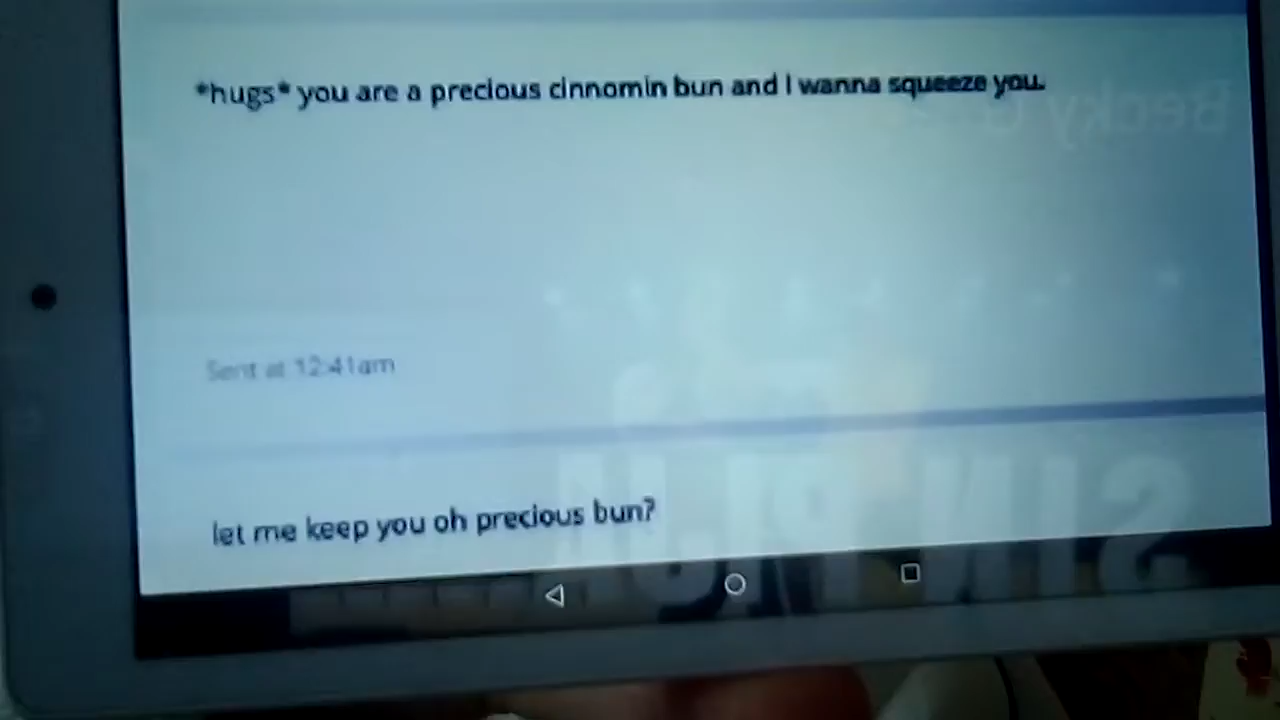 *hugs* you are a precious cinnomin bun and I wanna squeeze you.
Becky
Sent at 12:41am
let me keep you oh precious bun?